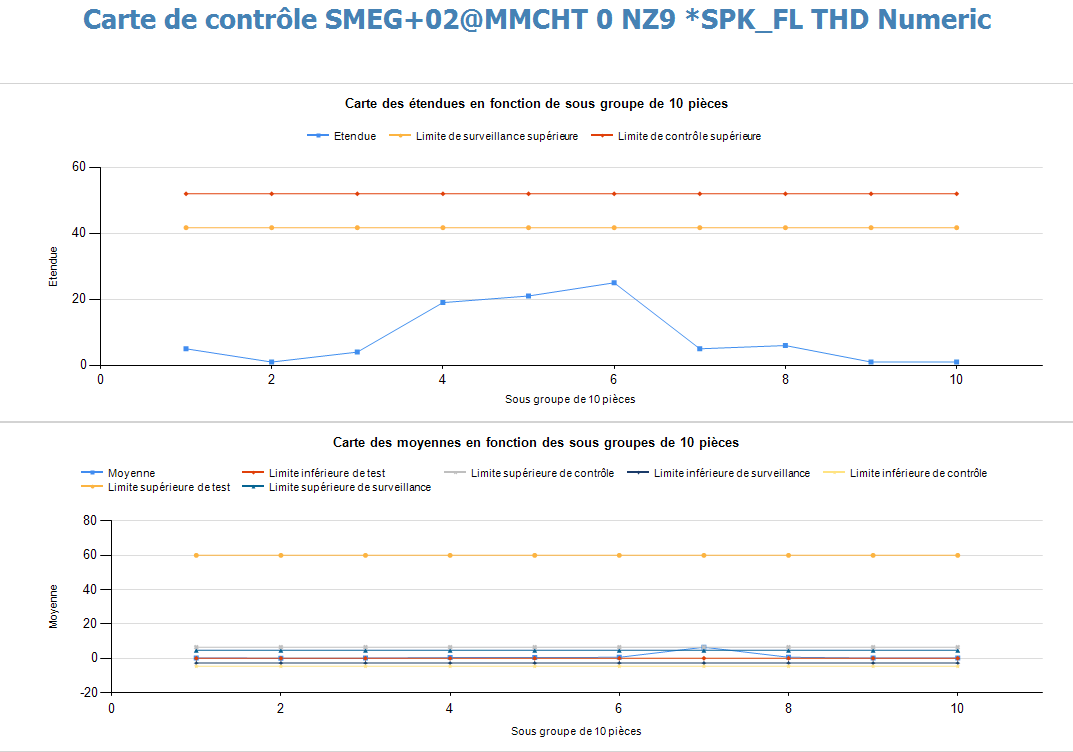 Carte de contrôle SMEG+02@MMCHT 0 NZ9 *SPK_FL THD Numeric
Carte des étendues en fonction de sous groupe de 10 pièces
Etendue Limite de surveillance supérieure Limite de contrôle supérieure
60
40
20
0
Etendue
0 2 4 6 8 10
Sous groupe de 10 pièces
Carte des moyennes en fonction des sous groupes de 10 pièces
Moyenne Limite inférieure de test Limite supérieure de contrôle Limite inférieure de surveillance Limite inférieure de contrôle
Limite supérieure de test Limite supérieure de surveillance
80
60
40
20
0
-20
Moyenne
0 2 4 6 8 10
Sous groupe de 10 pièces